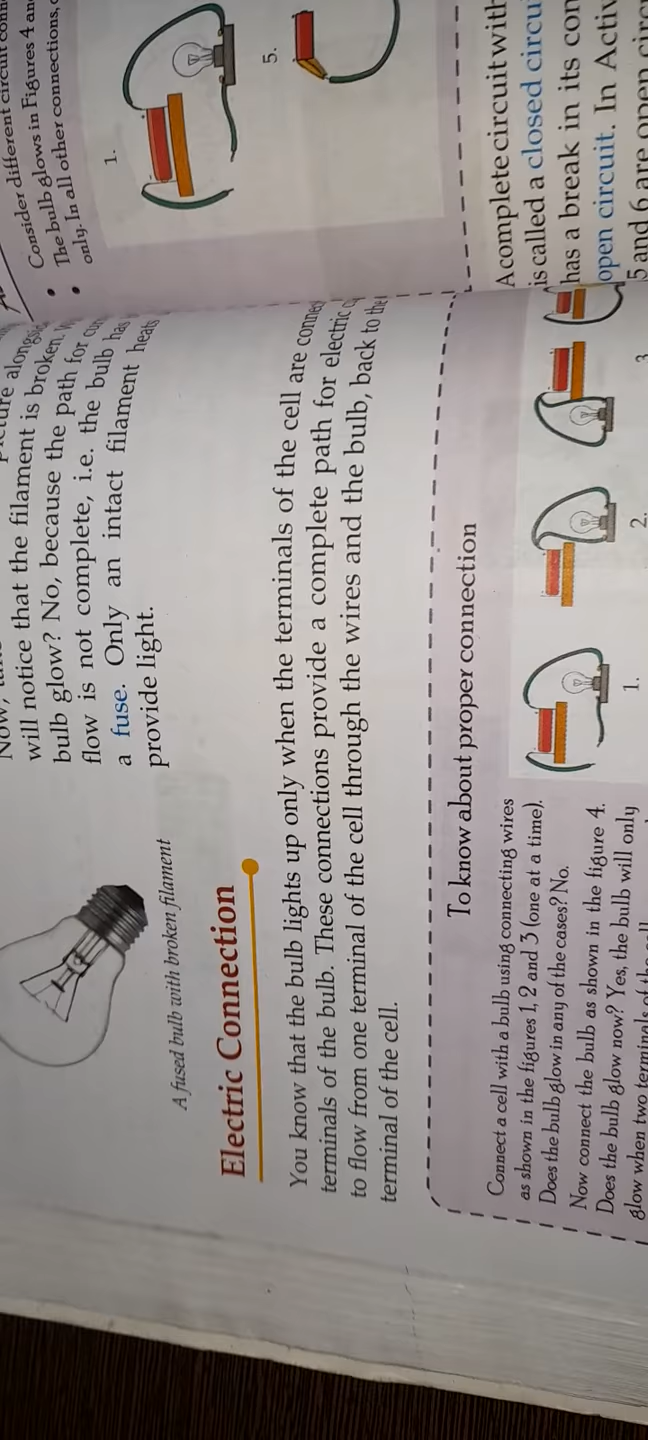 will notice that the filament is broken.
bulb glow? No, because the path for
flow is not complete, i.e. the bulb has
a fuse. Only an intact filament heats
provide light.
A fused bulb with broken filament
Electric Connection
You know that the bulb lights up only when the terminals of the cell are
terminals of the bulb. These connections provide a complete path for electric
to flow from one terminal of the cell through the wires and the bulb, back to the
terminal of the cell.
To know about proper connection
Connect a cell with a bulb using connecting wires
as shown in the figures 1, 2 and 3 (one at a time).
Does the bulb glow in any of the cases? No.
Now connect the bulb as shown in the figure 4.
Does the bulb glow now? Yes, the bulb will only
glow when two terminals of the
1.
2.
3
Consider different circuit
• The bulb glows in Figures 4
• only. In all other connections,
1.
5.
A complete circuit with
is called a closed
has a break in its
open circuit. In
5 and 6 are open